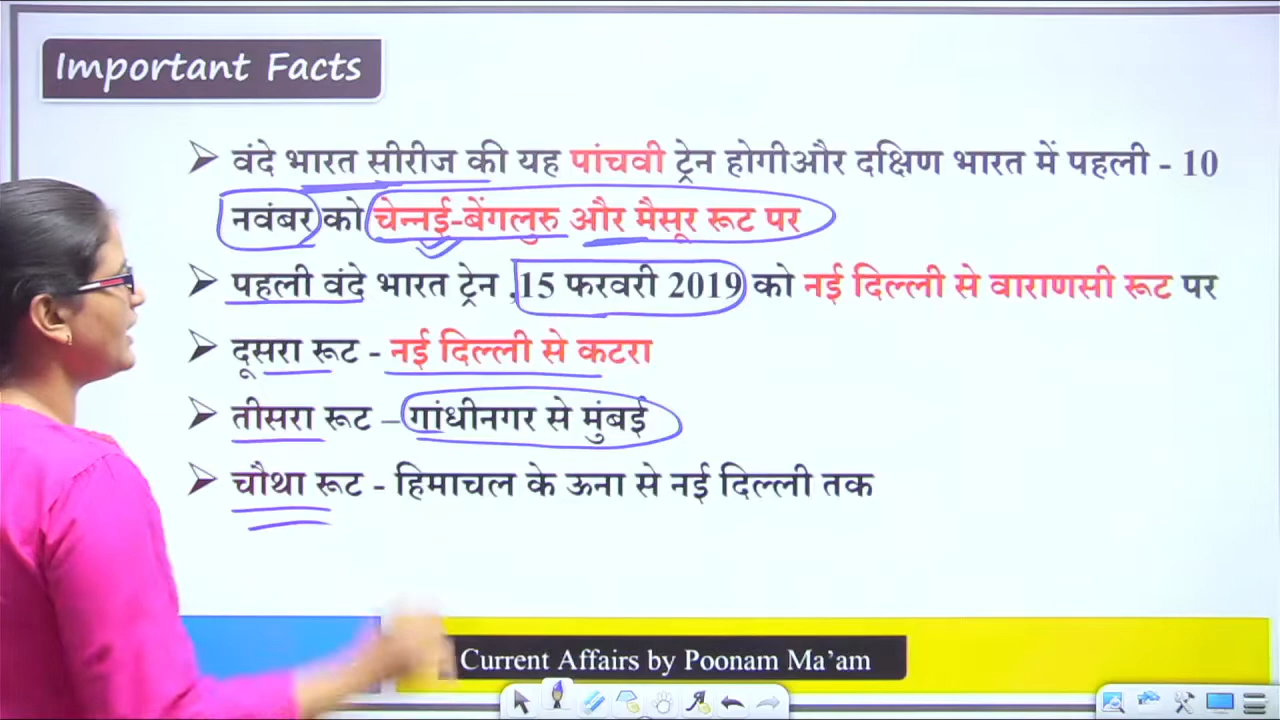 Important Facts
वंदे भारत सीरीज की यह पांचवी ट्रेन होगीऔर दक्षिण भारत में पहली - 10
नवंबर को चेन्नई-बेंगलुरु और मैसूर रूट पर
पहली वंदे भारत ट्रेन ,15 फरवरी 2019 को नई दिल्ली से वाराणसी रूट पर
दूसरा रूट - नई दिल्ली से कटरा
तीसरा रूट – गांधीनगर से मुंबई
चौथा रूट - हिमाचल के ऊना से नई दिल्ली तक
Current Affairs by Poonam Ma’am